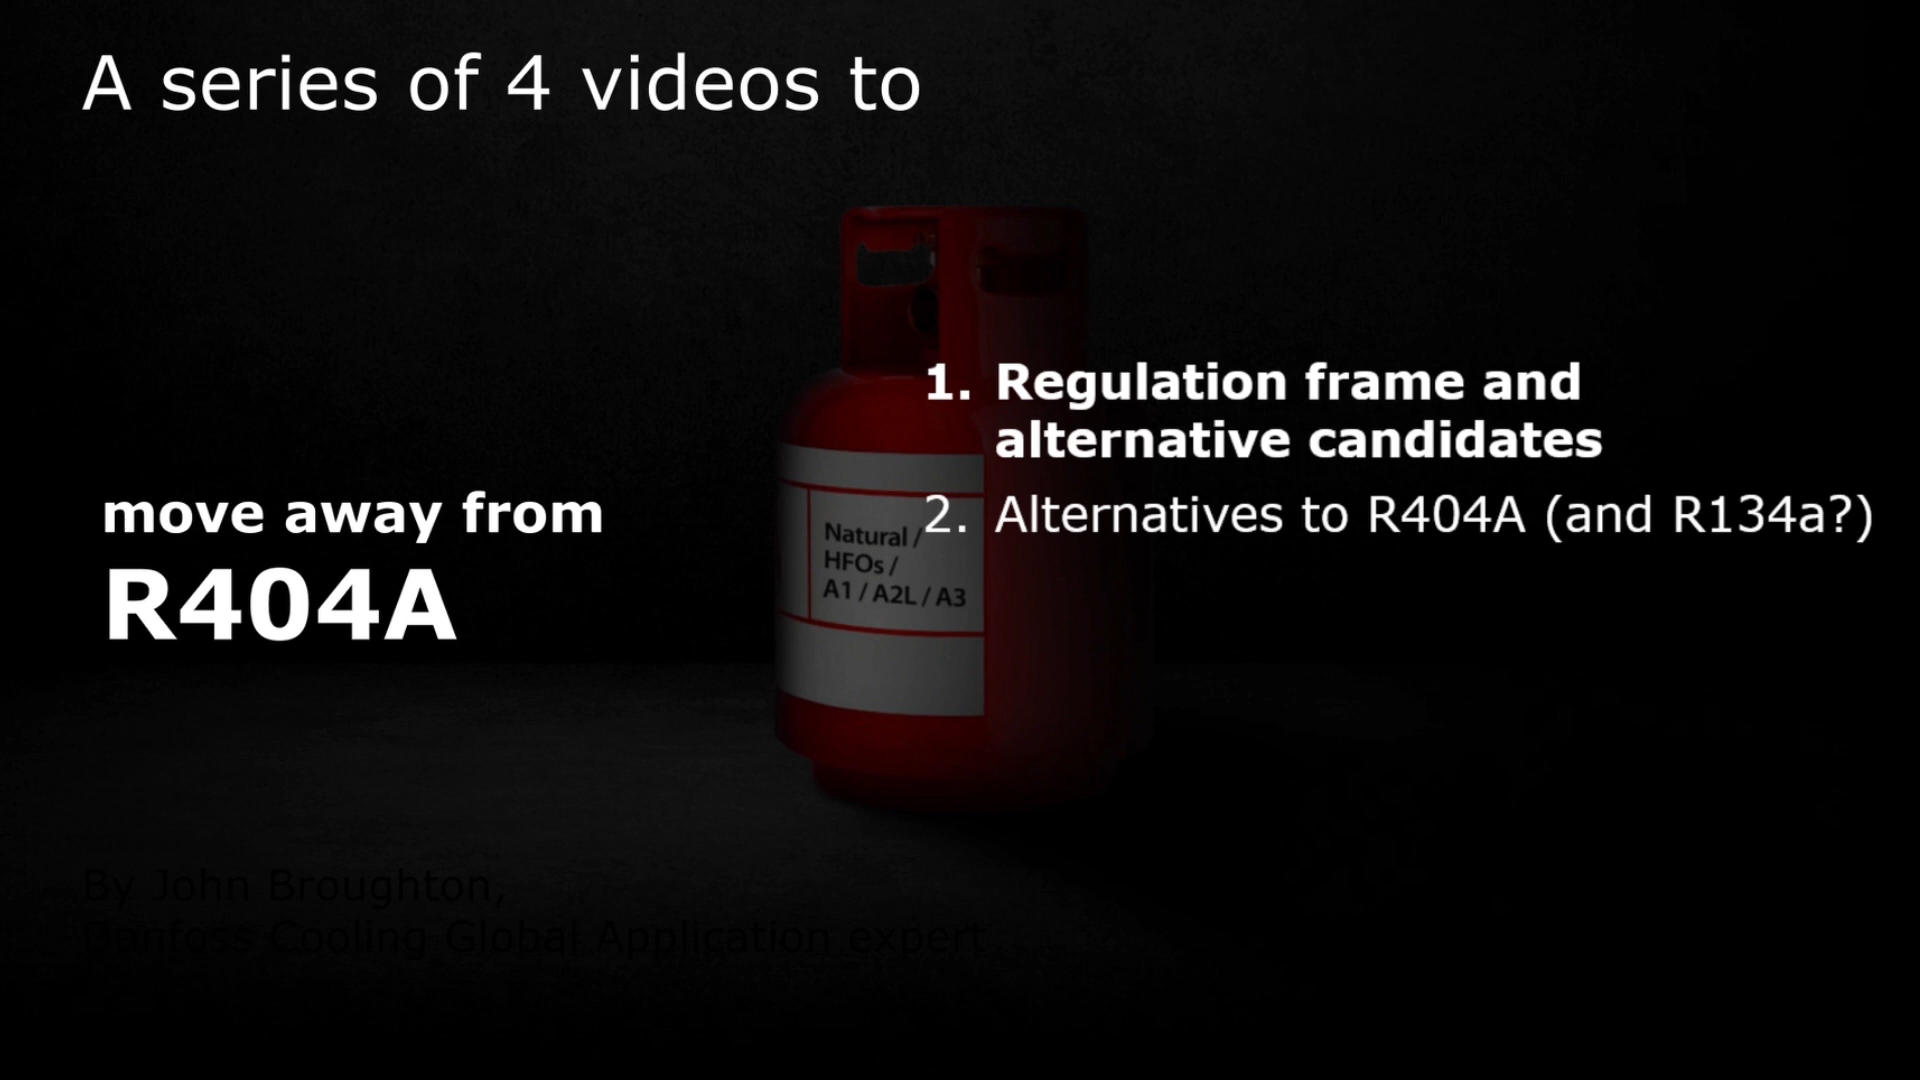 A series of 4 videos to
move away from
R404A
1. Regulation frame and
alternative candidates
2. Alternatives to R404A (and R134a?)
Natural /
HFOs /
A1 / A2L / A3
By John Broughton,
Danfoss Cooling Global Application expert